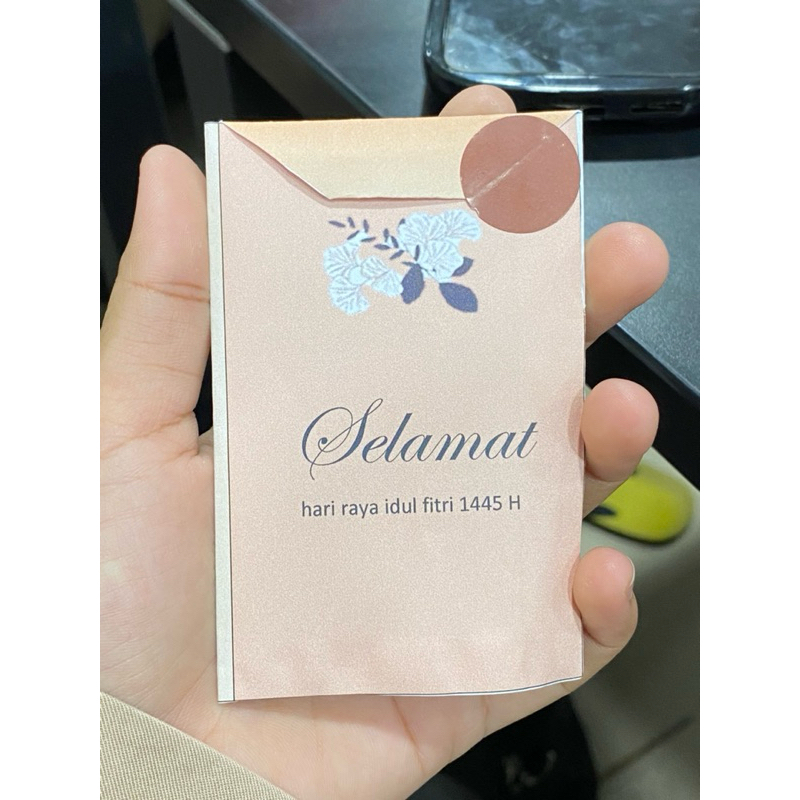 Selamat
hari raya idul fitri 1445 H